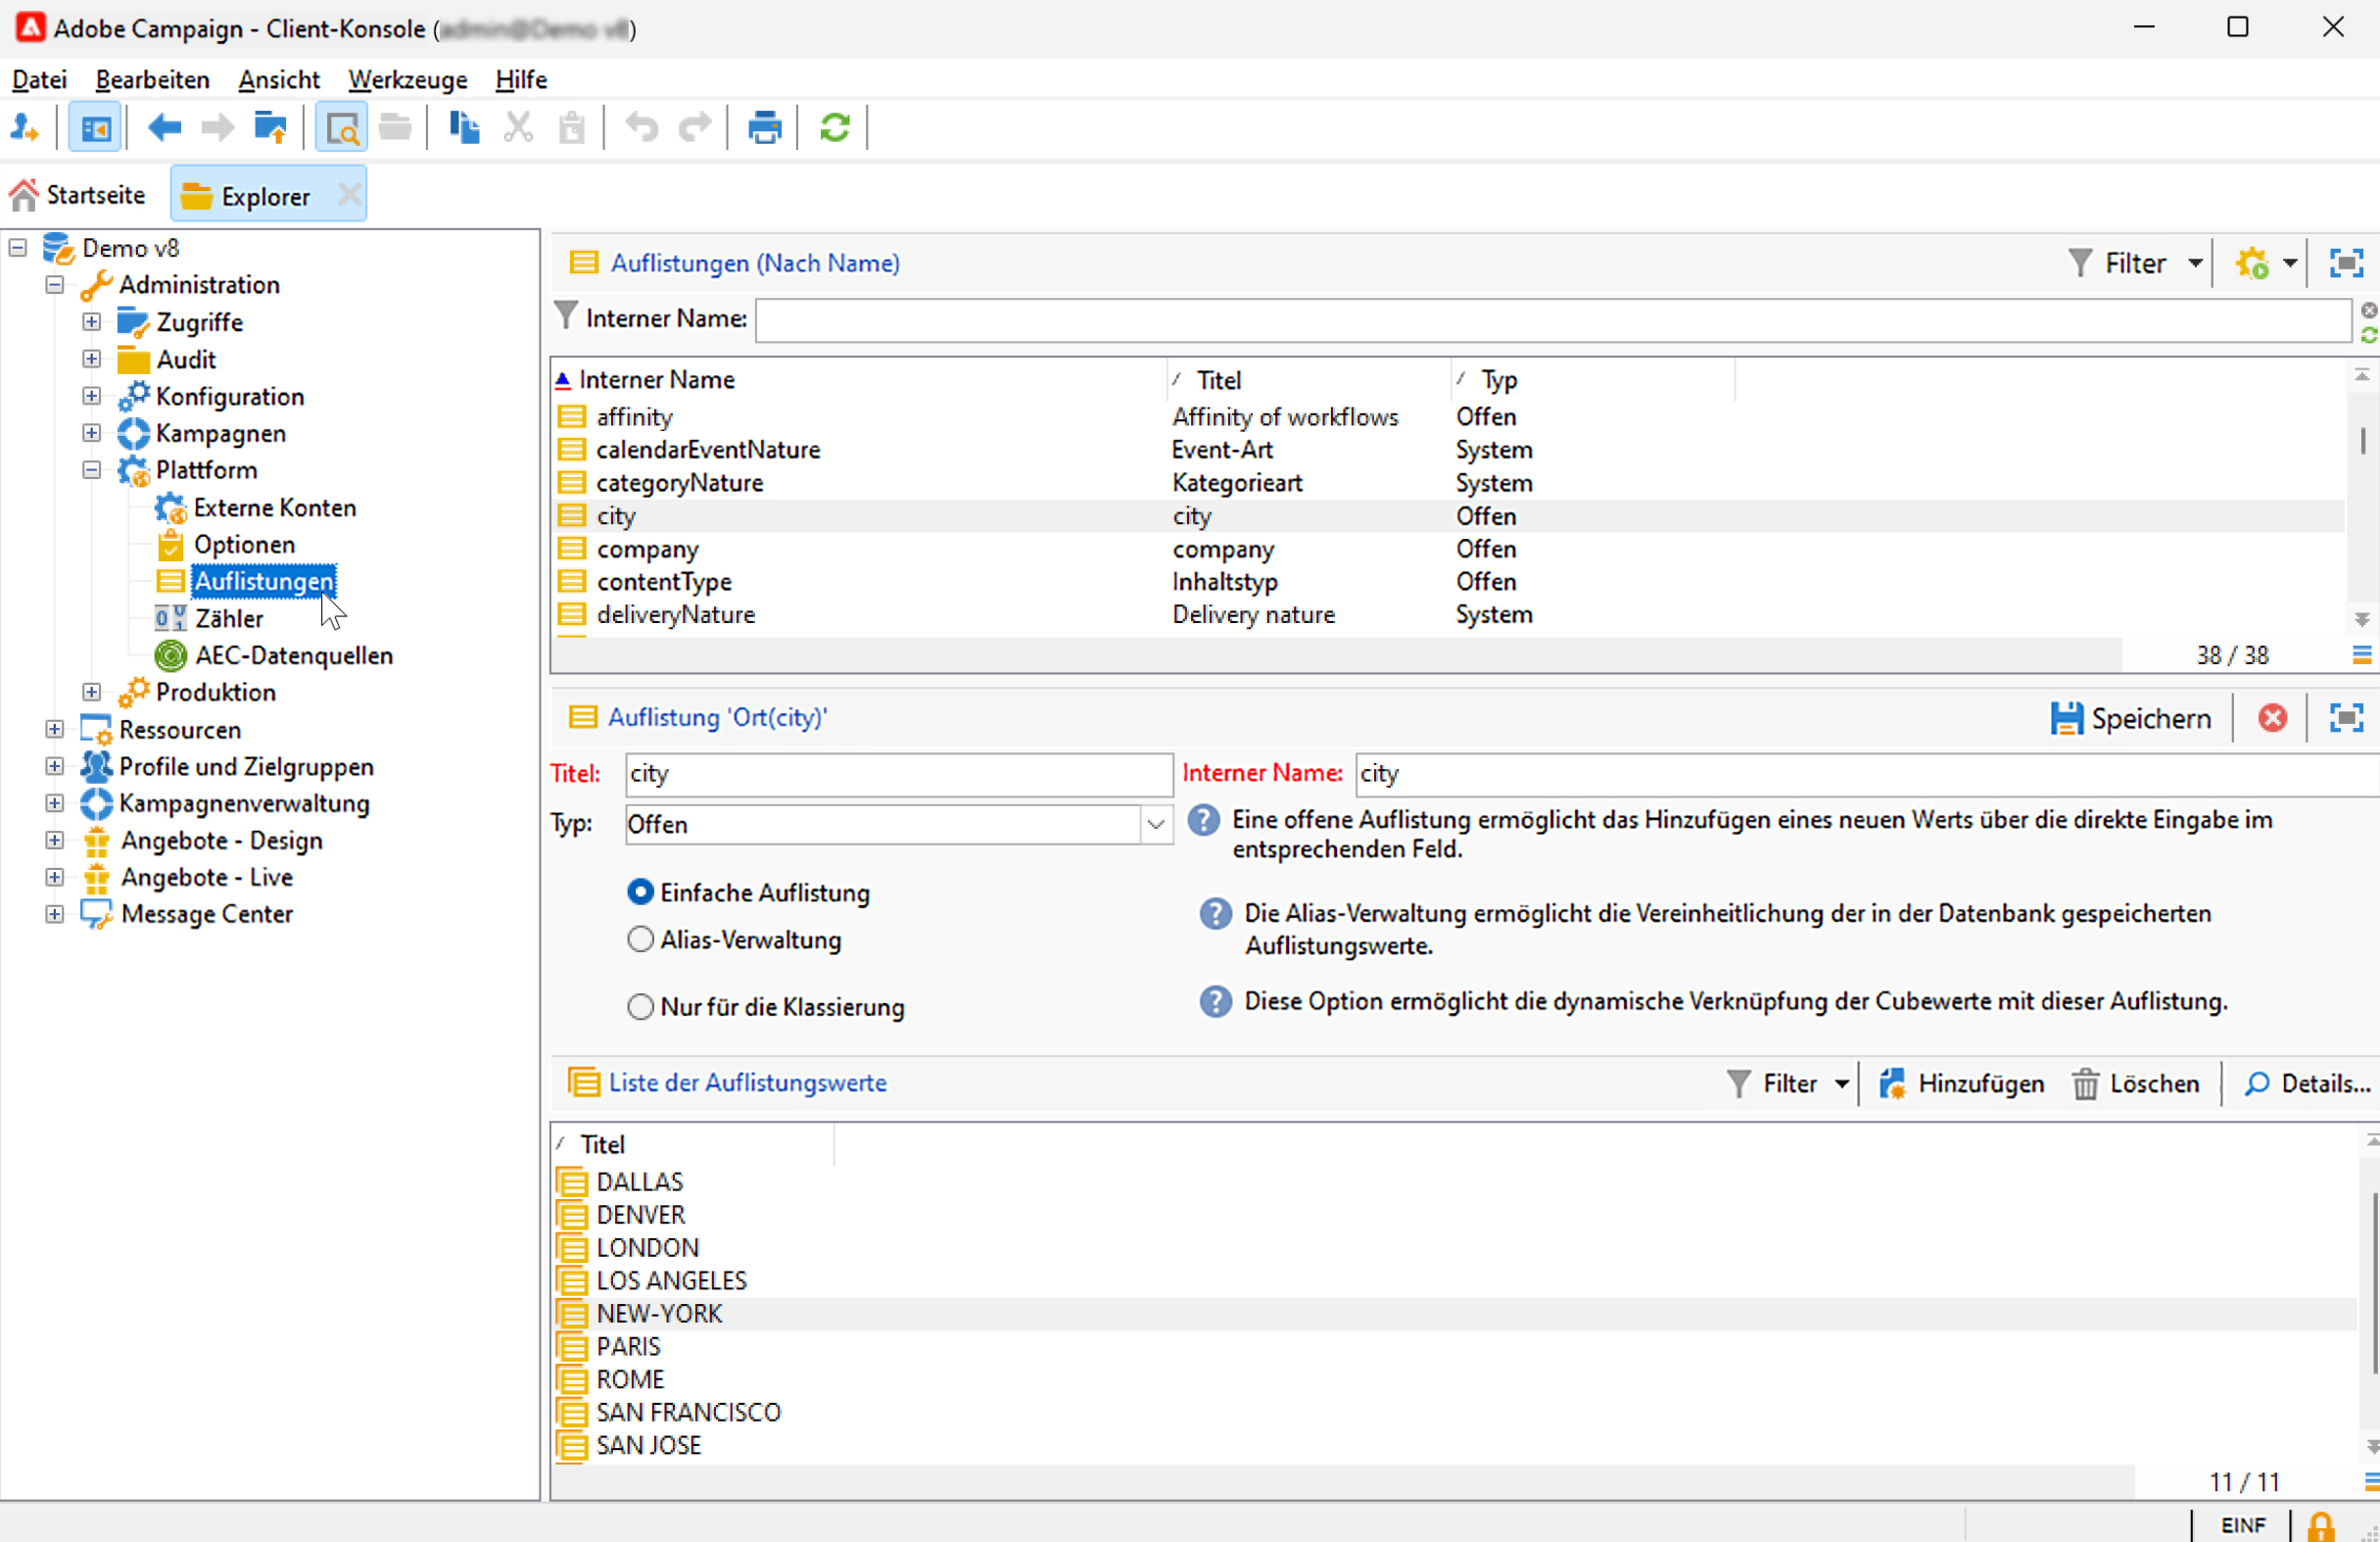 Adobe Campaign - Client-Konsole (admin@Demo v8)
Datei Bearbeiten Ansicht Werkzeuge Hilfe
Startseite Explorer
Demo v8
Administration
Zugriffe
Audit
Konfiguration
Kampagnen
Plattform
Externe Konten
Optionen
Auflistungen
Zähler
AEC-Datenquellen
Produktion
Ressourcen
Profile und Zielgruppen
Kampagnenverwaltung
Angebote - Design
Angebote - Live
Message Center
Auflistungen (Nach Name) Filter
Interner Name:
Interner Name Titel Typ
affinity Affinity of workflows Offen
calendarEventNature Event-Art System
categoryNature Kategorieart System
city city Offen
company company Offen
contentType Inhaltstyp Offen
deliveryNature Delivery nature System
38 / 38
Auflistung 'Ort(city)' Speichern
Titel: city Interner Name: city
Typ: Offen Eine offene Auflistung ermöglicht das Hinzufügen eines neuen Werts über die direkte Eingabe im
entsprechenden Feld.
Einfache Auflistung
Die Alias-Verwaltung ermöglicht die Vereinheitlichung der in der Datenbank gespeicherten
Auflistungswerte.
Alias-Verwaltung
Nur für die Klassierung Diese Option ermöglicht die dynamische Verknüpfung der Cubewerte mit dieser Auflistung.
Liste der Auflistungswerte Filter Hinzufügen Löschen Details...
Titel
DALLAS
DENVER
LONDON
LOS ANGELES
NEW-YORK
PARIS
ROME
SAN FRANCISCO
SAN JOSE
11 / 11
EINF